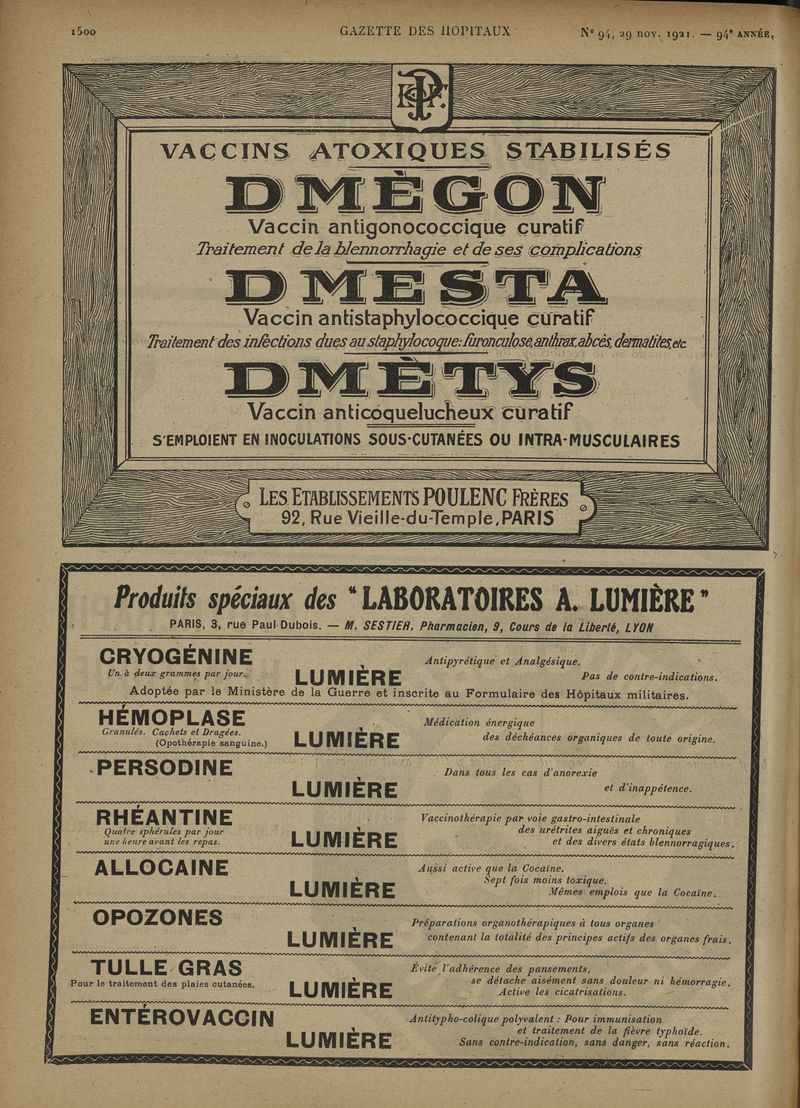 1500 GAZETTE DES HOPITAUX N° 94, 29 nov. 1921. — 94e ANNÉE,
VACCINS ATOXIQUES STABILISÉS
DMÈGON
Vaccin antigonococcique curatif
Traitement de la blennorrhagie et de ses complications
DMESTA
Vaccin antistaphylococcique curatif
Traitement des infections dues au staphylocoque: furonculose, anthrax, abcès, dermatites, etc.
DMÈTYS
Vaccin anticoquelucheux curatif
S'EMPLOIENT EN INOCULATIONS SOUS-CUTANÉES OU INTRA-MUSCULAIRES
LES ETABLISSEMENTS POULENC FRÈRES
92, Rue Vieille-du-Temple, PARIS
Produits spéciaux des "LABORATOIRES A. LUMIÈRE"
PARIS, 3, rue Paul Dubois. — M. SESTIER, Pharmacien, 9, Cours de la Liberté, LYON
CRYOGÉNINE
Antipyrétique et Analgésique.
Un à deux grammes par jour.
LUMIÈRE
Pas de contre-indications.
Adoptée par le Ministère de la Guerre et inscrite au Formulaire des Hôpitaux militaires.
HÉMOPLASE
Médication énergique
Granulés. Cachets et Dragées.
(Opothérapie sanguine.)
LUMIÈRE
des déchéances organiques de toute origine.
PERSODINE
Dans tous les cas d'anorexie
LUMIÈRE
et d'inappétence.
RHÉANTINE
Vaccinothérapie par voie gastro-intestinale
Quatre sphérules par jour
des urétrites aiguës et chroniques
une heure avant les repas.
LUMIÈRE
et des divers états blennorragiques.
ALLOCAINE
Aussi active que la Cocaïne.
Sept fois moins toxique.
LUMIÈRE
Mêmes emplois que la Cocaïne.
OPOZONES
Préparations organothérapiques à tous organes
LUMIÈRE
contenant la totalité des principes actifs des organes frais.
TULLE GRAS
Évite l'adhérence des pansements,
Pour le traitement des plaies cutanées.
se détache aisément sans douleur ni hémorragie.
LUMIÈRE
Active les cicatrisations.
ENTÉROVACCIN
Antitypho-colique polyvalent : Pour immunisation
et traitement de la fièvre typhoïde.
LUMIÈRE
Sans contre-indication, sans danger, sans réaction.